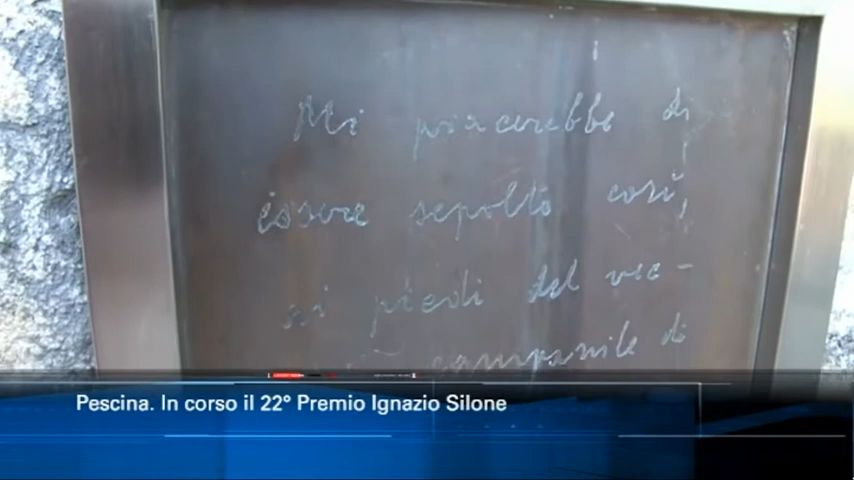 Mi piacerebbe di
essere sepolto così,
ai piedi del vec-
campanile di
Pescina. In corso il 22° Premio Ignazio Silone